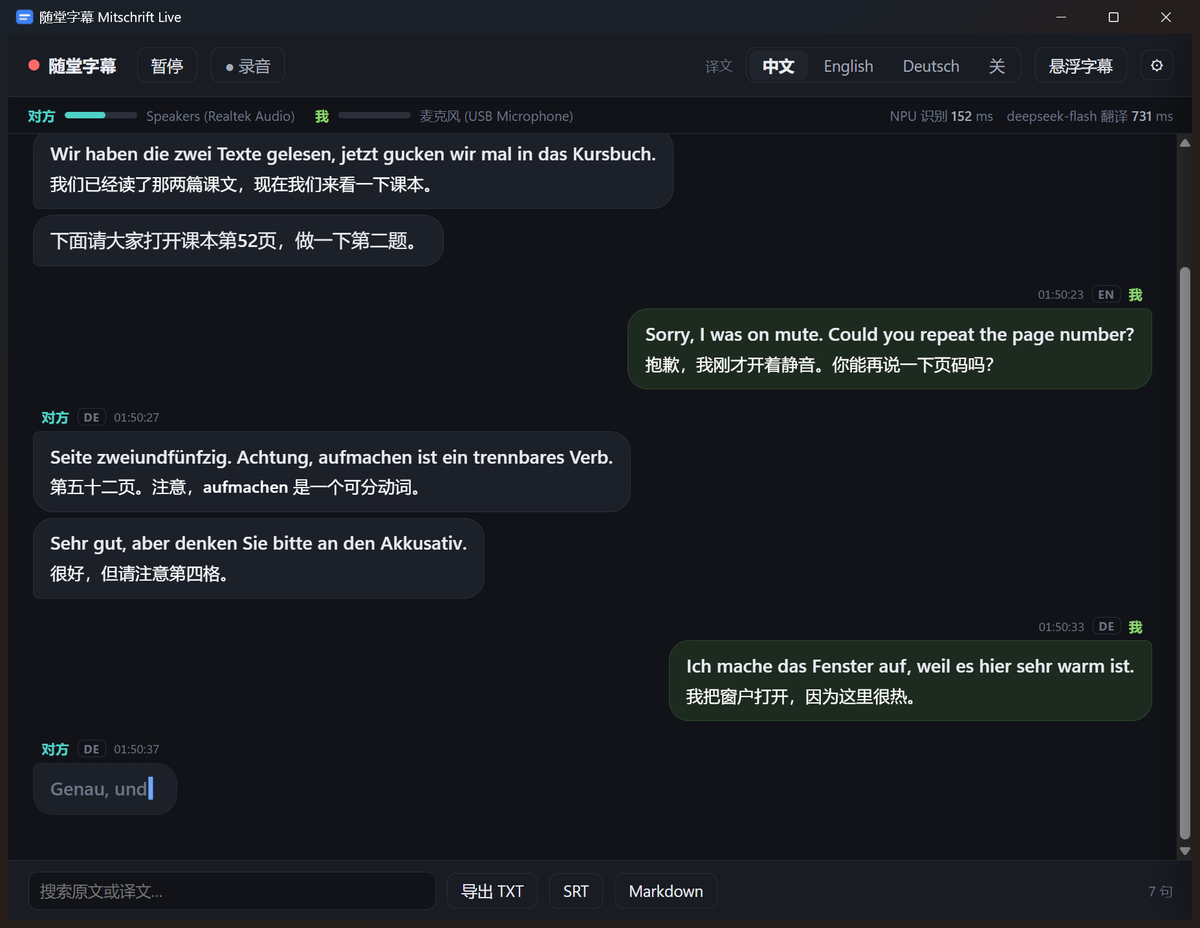 随堂字幕 Mitschrift Live
随堂字幕 暂停 ● 录音 译文 中文 English Deutsch 关 悬浮字幕
对方 Speakers (Realtek Audio) 我 麦克风 (USB Microphone) NPU 识别 152 ms deepseek-flash 翻译 731 ms
Wir haben die zwei Texte gelesen, jetzt gucken wir mal in das Kursbuch.
我们已经读了那两篇课文，现在我们来看一下课本。
下面请大家打开课本第52页，做一下第二题。
01:50:23 EN 我
Sorry, I was on mute. Could you repeat the page number?
抱歉，我刚才开着静音。你能再说一下页码吗？
对方 DE 01:50:27
Seite zweiundfünfzig. Achtung, aufmachen ist ein trennbares Verb.
第五十二页。注意，aufmachen 是一个可分动词。
Sehr gut, aber denken Sie bitte an den Akkusativ.
很好，但请注意第四格。
01:50:33 DE 我
Ich mache das Fenster auf, weil es hier sehr warm ist.
我把窗户打开，因为这里很热。
对方 DE 01:50:37
Genau, und
搜索原文或译文... 导出 TXT SRT Markdown 7 句